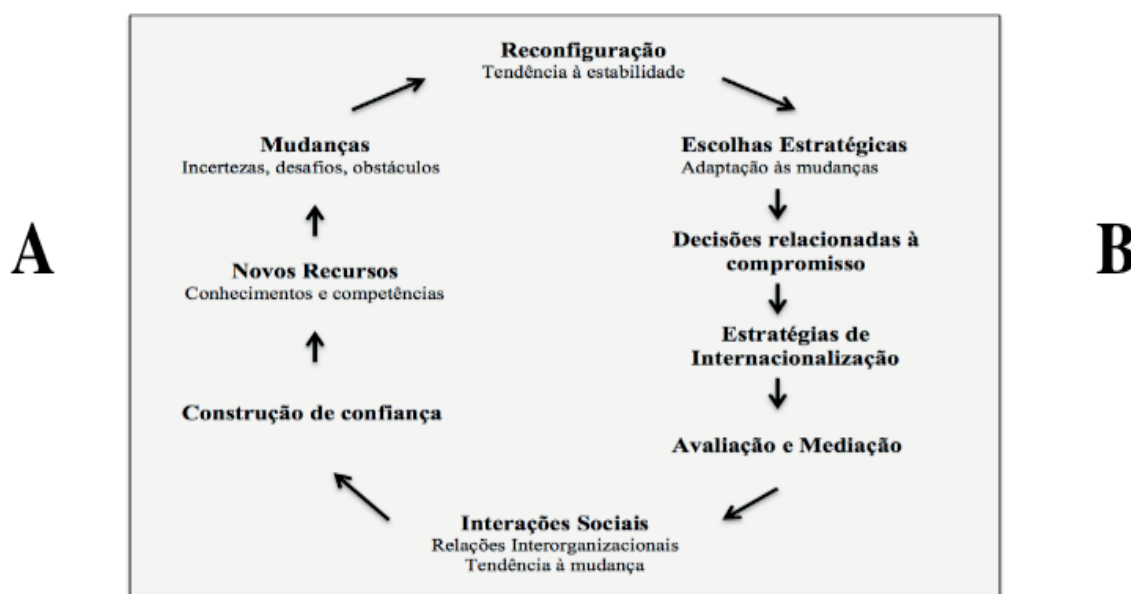 Reconfiguração
Tendência à estabilidade
Mudanças
Incertezas, desafios, obstáculos
Escolhas Estratégicas
Adaptação às mudanças
A
B
Decisões relacionadas à
compromisso
Novos Recursos
Conhecimentos e competências
Estratégias de
Internacionalização
Construção de confiança
Avaliação e Mediação
Interações Sociais
Relações Interorganizacionais
Tendência à mudança